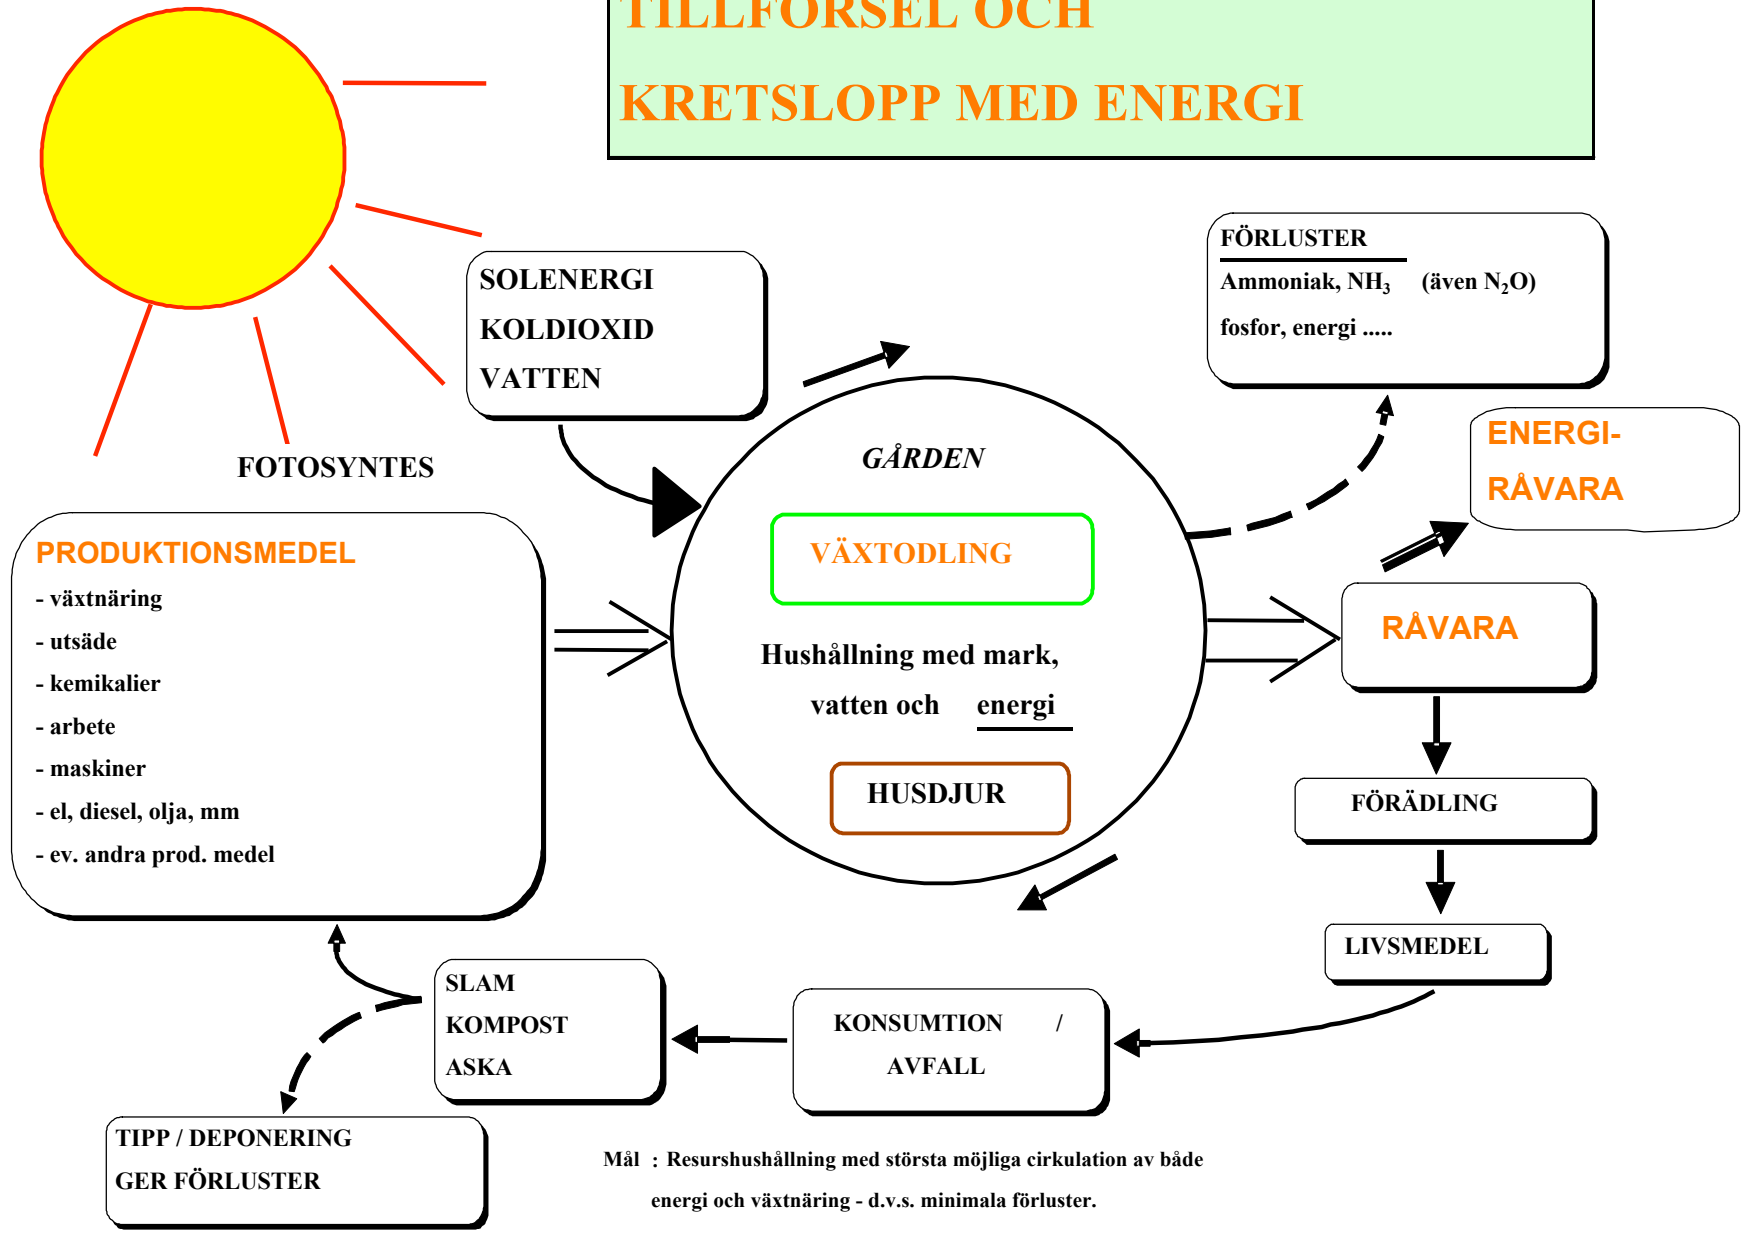 TILLFÖRSEL OCH
KRETSLOPP MED ENERGI
SOLENERGI
KOLDIOXID
VATTEN
FÖRLUSTER
Ammoniak, NH₃ (även N₂O)
fosfor, energi .....
ENERGI-
RÅVARA
FOTOSYNTES
GÅRDEN
VÄXTODLING
Hushållning med mark,
vatten och energi
HUSDJUR
PRODUKTIONSMEDEL
- växtnäring
- utsäde
- kemikalier
- arbete
- maskiner
- el, diesel, olja, mm
- ev. andra prod. medel
RÅVARA
FÖRÄDLING
LIVSMEDEL
KONSUMTION /
AVFALL
SLAM
KOMPOST
ASKA
TIPP / DEPONERING
GER FÖRLUSTER
Mål : Resurshushållning med största möjliga cirkulation av både
energi och växtnäring - d.v.s. minimala förluster.